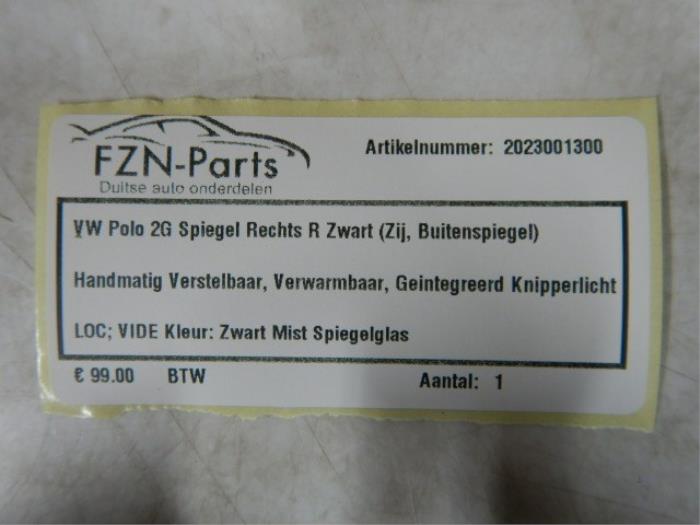 FZN-Parts
Duitse auto onderdelen
Artikelnummer: 2023001300
VW Polo 2G Spiegel Rechts R Zwart (Zij, Buitenspiegel)
Handmatig Verstelbaar, Verwarmbaar, Geintegreerd Knipperlicht
LOC; VIDE Kleur: Zwart Mist Spiegelglas
€ 99.00 BTW Aantal: 1